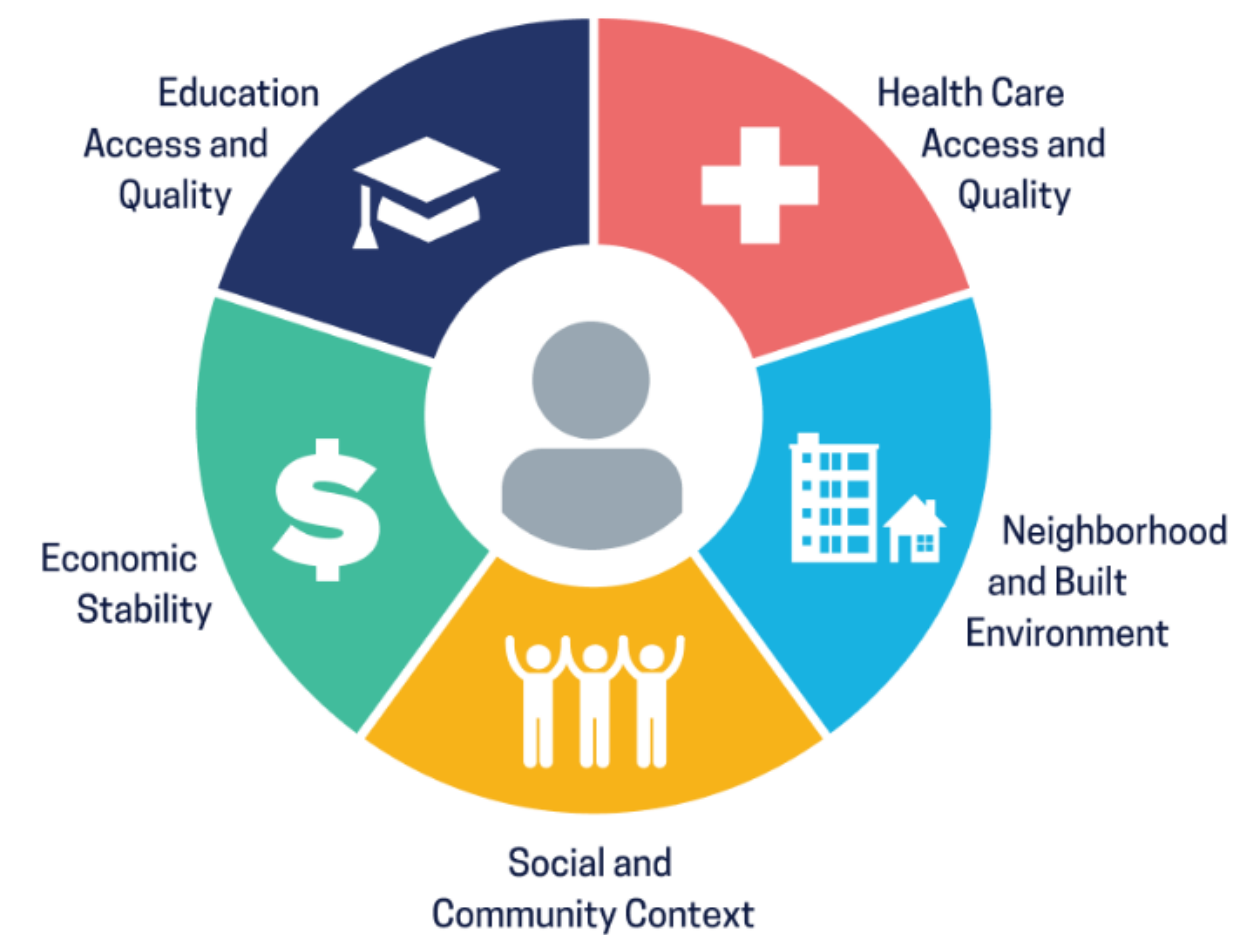 Education
Access and
Quality
Health Care
Access and
Quality
Economic
Stability
Neighborhood
and Built
Environment
Social and
Community Context